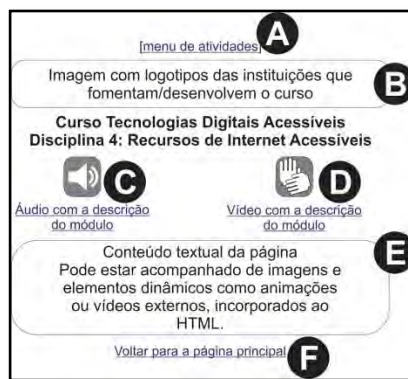 A
[menu de atividades]
Imagem com logotipos das instituições que
fomentam/desenvolvem o curso
B
Curso Tecnologias Digitais Acessíveis
Disciplina 4: Recursos de Internet Acessíveis
C
D
Áudio com a descrição
do módulo
Vídeo com a descrição
do módulo
E
Conteúdo textual da página
Pode estar acompanhado de imagens e
elementos dinâmicos como animações
ou vídeos externos, incorporados ao
HTML.
Voltar para a página principal
F